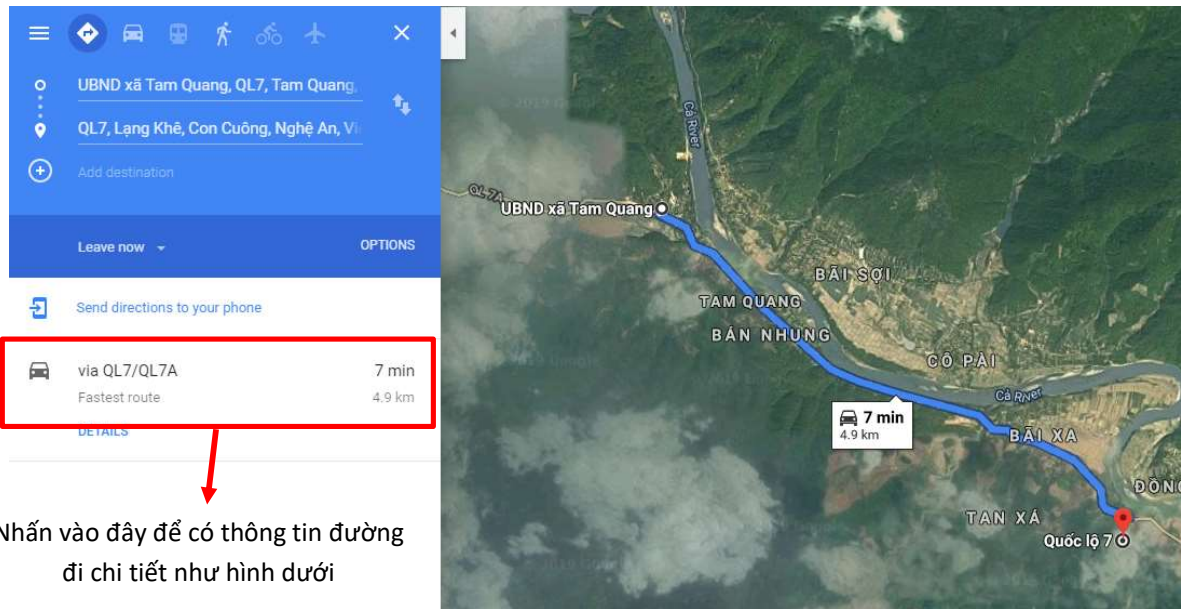 UBND xã Tam Quang, QL7, Tam Quang,
QL7, Lạng Khê, Con Cuông, Nghệ An, Vi
Add destination
Leave now
OPTIONS
Send directions to your phone
via QL7/QL7A
7 min
Fastest route
4.9 km
DETAILS
Nhấn vào đây để có thông tin đường
đi chi tiết như hình dưới
Cả River
QL7A
UBND xã Tam Quang
BÃI SỢI
TAM QUANG
BẢN NHUNG
CÔ PÀI
Cả River
7 min
4.9 km
BÃI XA
ĐỒNG
TAN XÁ
Quốc lộ 7